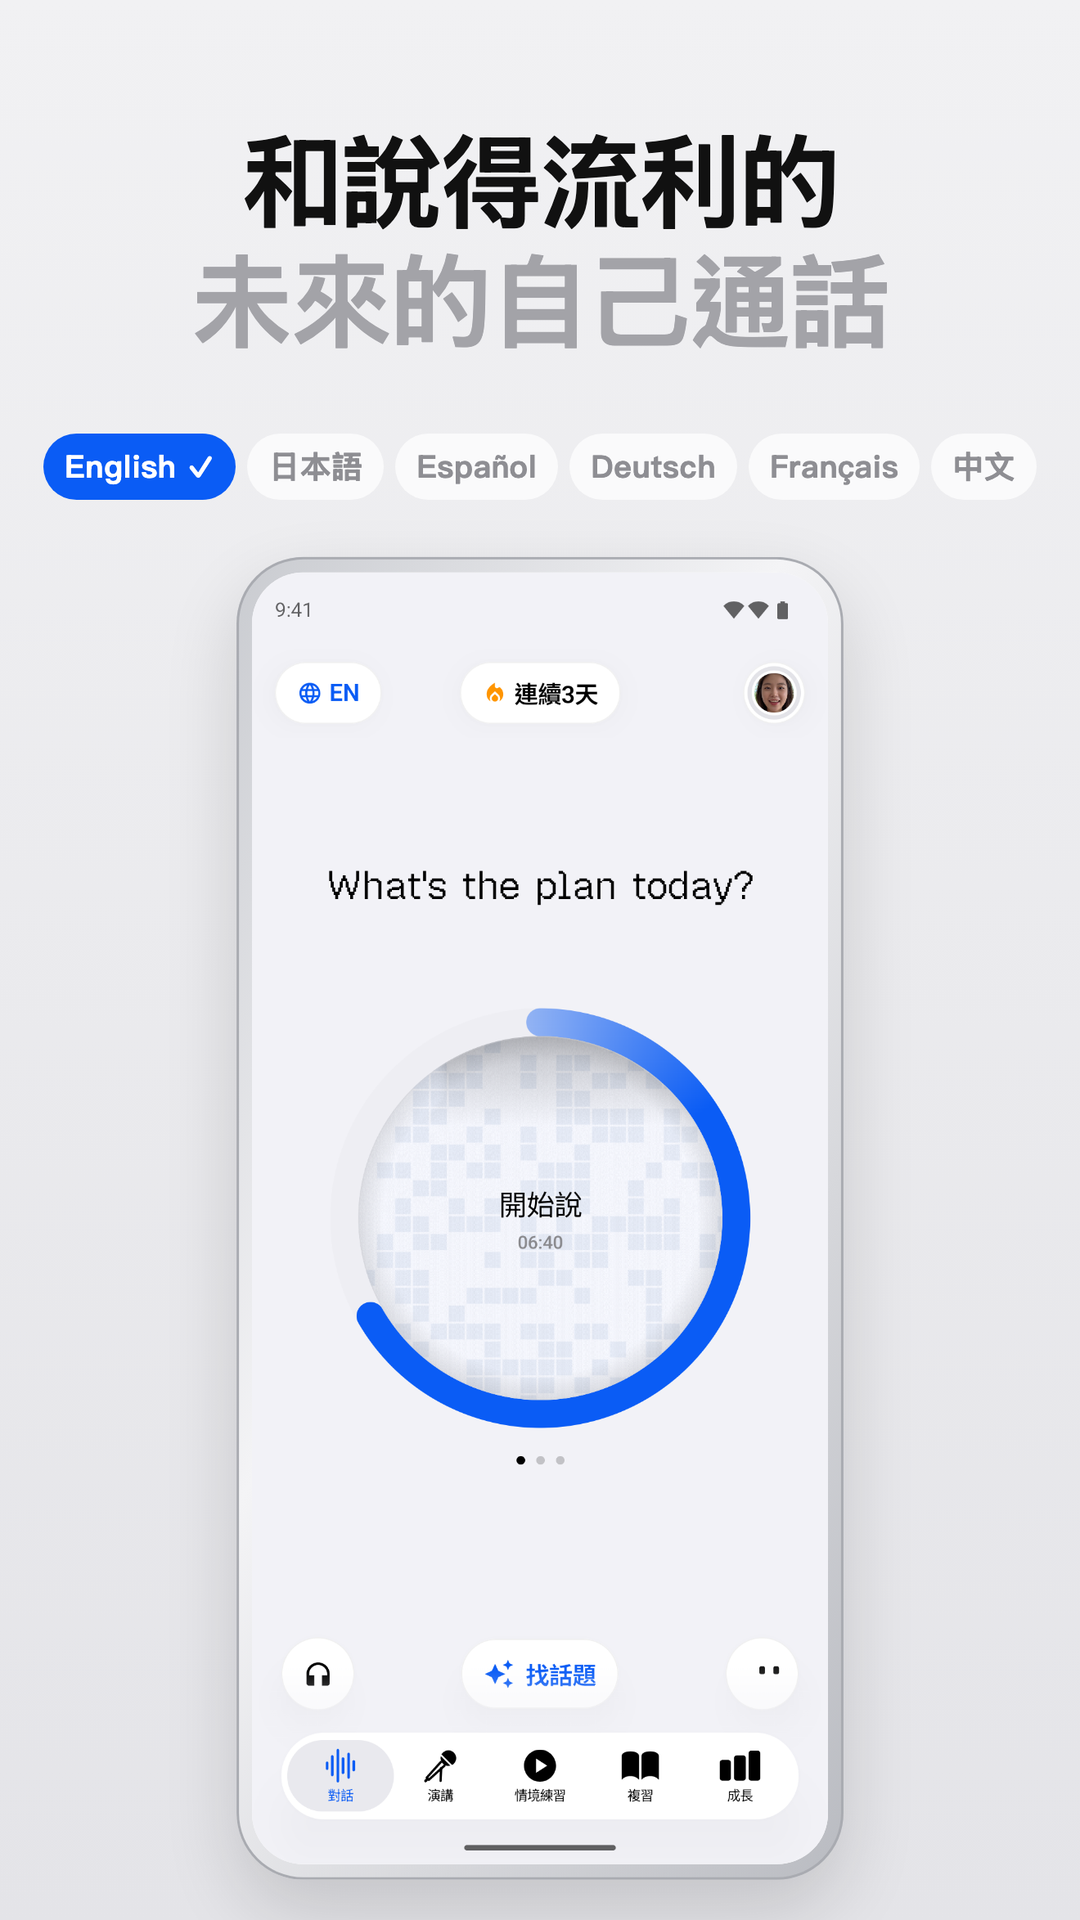 和說得流利的
未來的自己通話
English
日本語
Español
Deutsch
Français
中文
9:41
EN
連續3天
What's the plan today?
開始說
06:40
找話題
對話
演講
情境練習
複習
成長